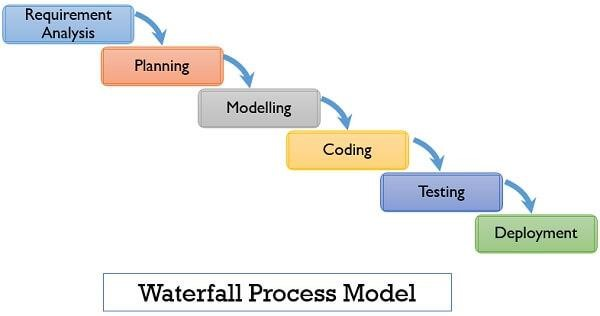 Requirement
Analysis
Planning
Modelling
Coding
Testing
Deployment
Waterfall Process Model